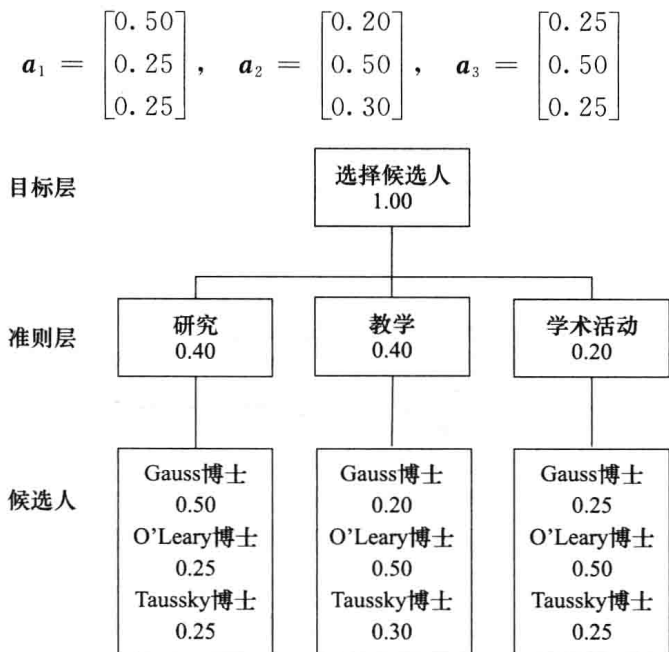 a₁ = [0.50 0.25 0.25], a₂ = [0.20 0.50 0.30], a₃ = [0.25 0.50 0.25]
目标层
选择候选人
1.00
准则层
研究
0.40
教学
0.40
学术活动
0.20
候选人
Gauss博士
0.50
O'Leary博士
0.25
Taussky博士
0.25
Gauss博士
0.20
O'Leary博士
0.50
Taussky博士
0.30
Gauss博士
0.25
O'Leary博士
0.50
Taussky博士
0.25